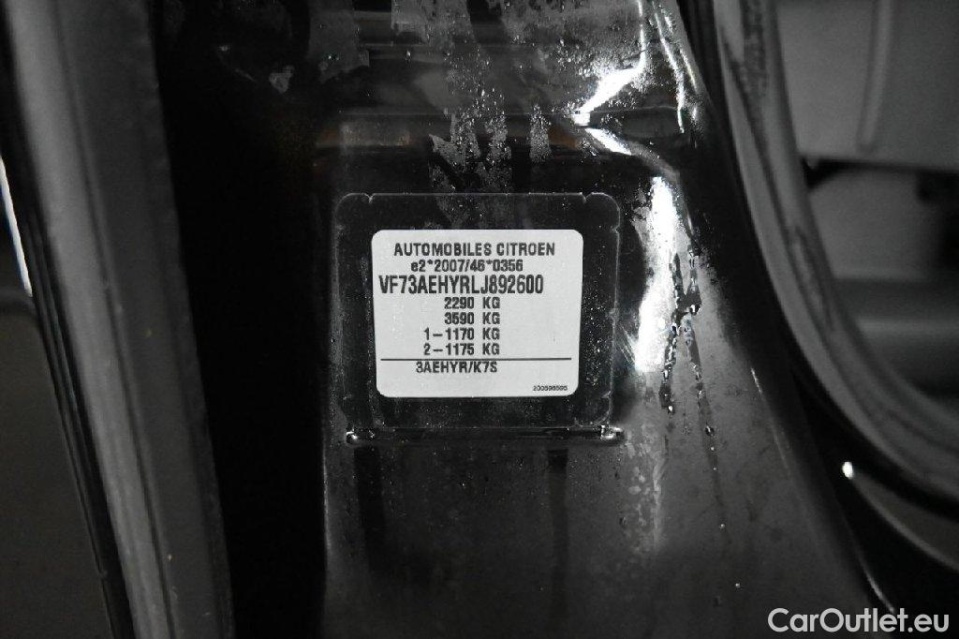 AUTOMOBILES CITROEN
e2*2007/46*0356
VF73AEHYRLJ892600
2290 KG
3590 KG
1-1170 KG
2-1175 KG
3AEHYR/K7S
CarOutlet.eu